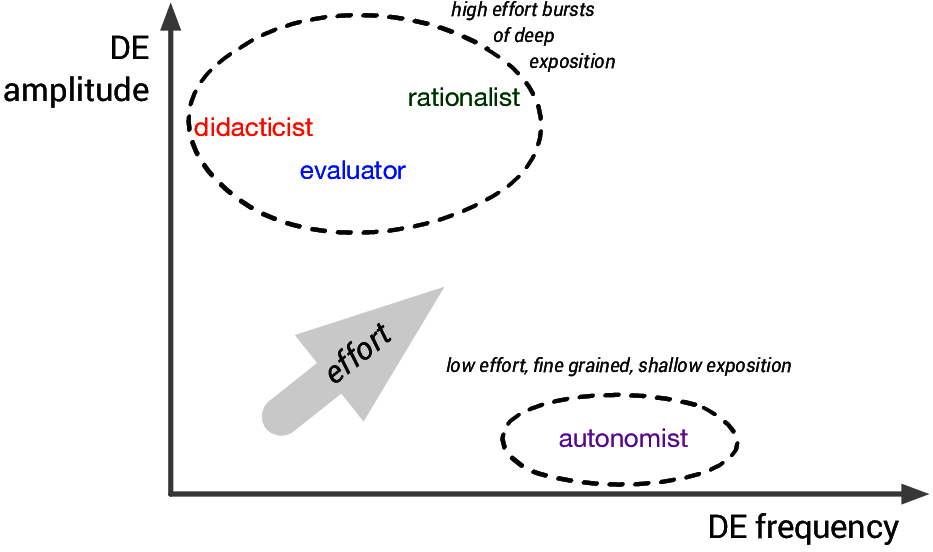 high effort bursts
of deep
exposition
DE
amplitude
rationalist
didacticist
evaluator
effort
low effort, fine grained, shallow exposition
autonomist
DE frequency